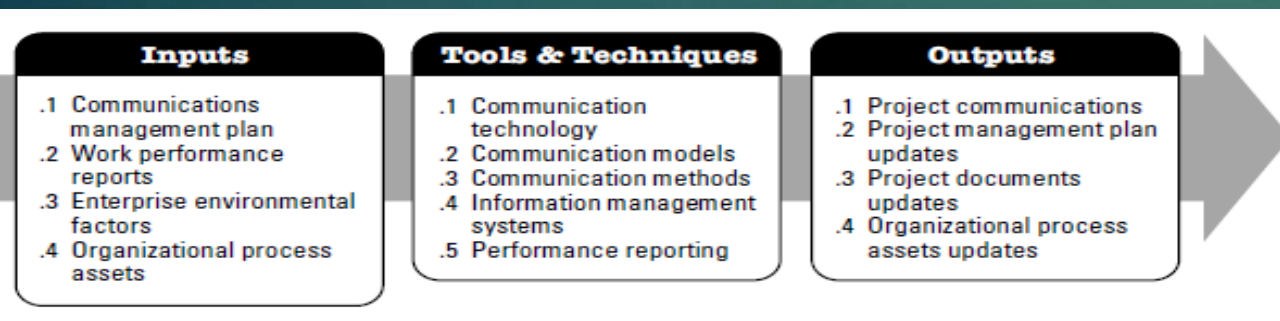 Inputs
.1 Communications
management plan
.2 Work performance
reports
.3 Enterprise environmental
factors
.4 Organizational process
assets
Tools & Techniques
.1 Communication
technology
.2 Communication models
.3 Communication methods
.4 Information management
systems
.5 Performance reporting
Outputs
.1 Project communications
.2 Project management plan
updates
.3 Project documents
updates
.4 Organizational process
assets updates